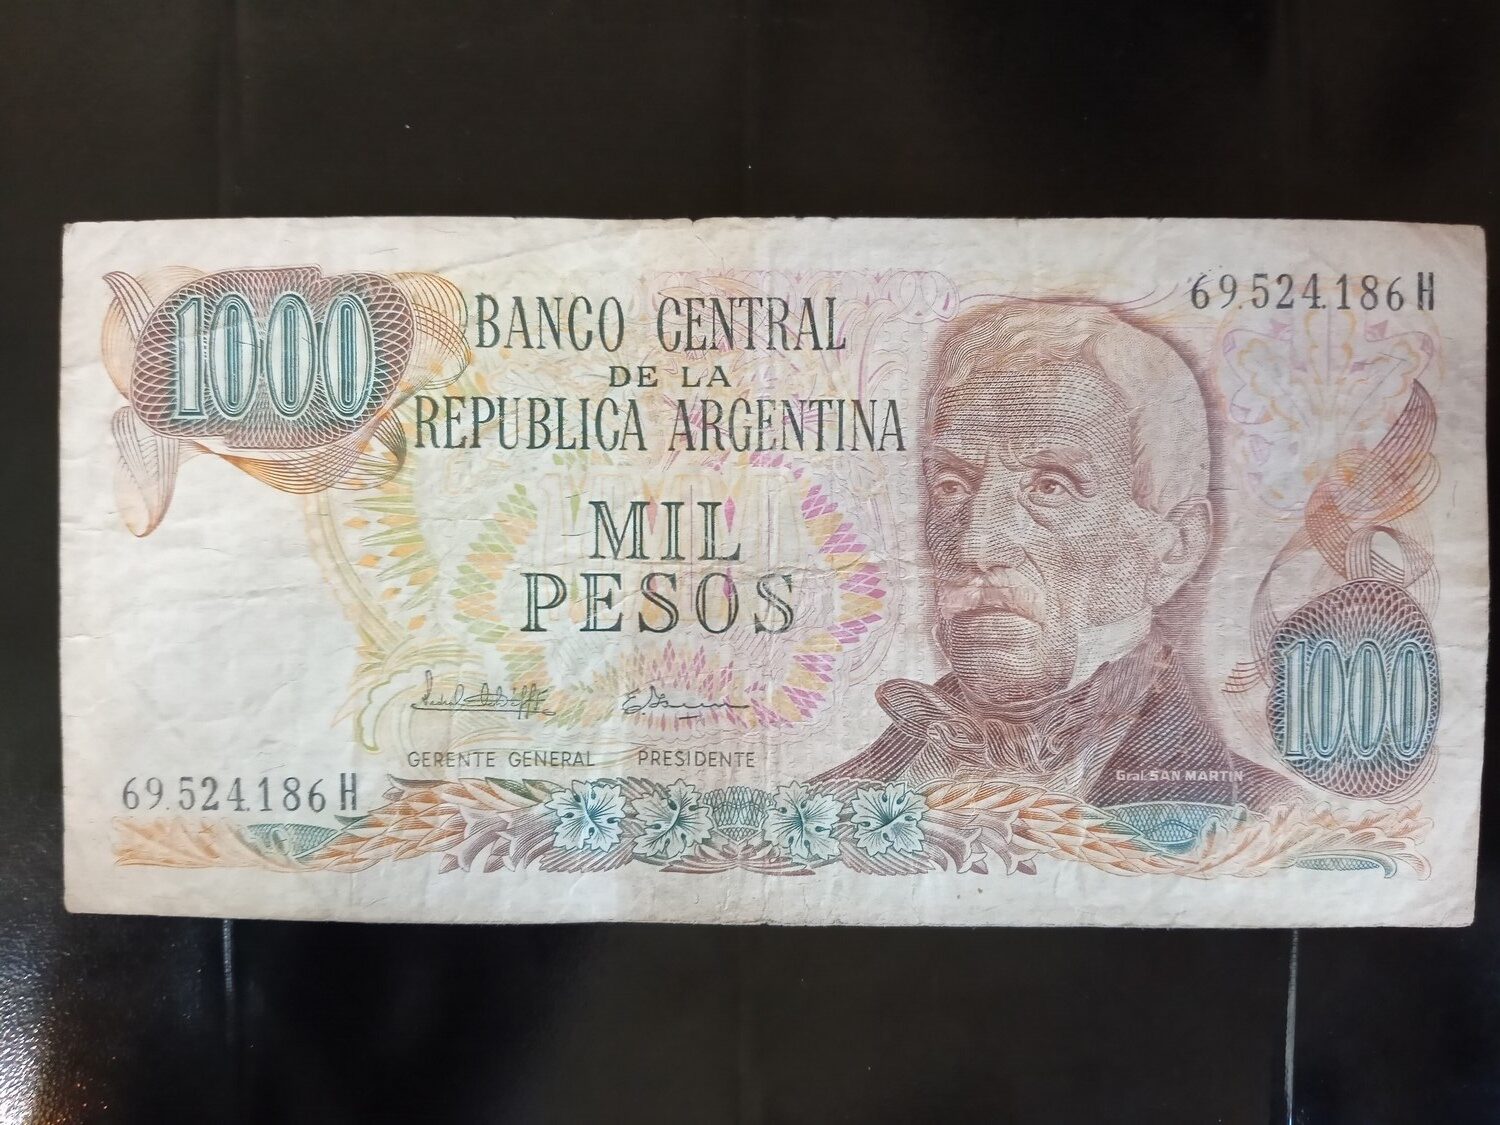 1000
69.524.186 H
BANCO CENTRAL
DE LA
REPUBLICA ARGENTINA
MIL
PESOS
GERENTE GENERAL PRESIDENTE
69.524.186 H
Gral. SAN MARTIN
1000